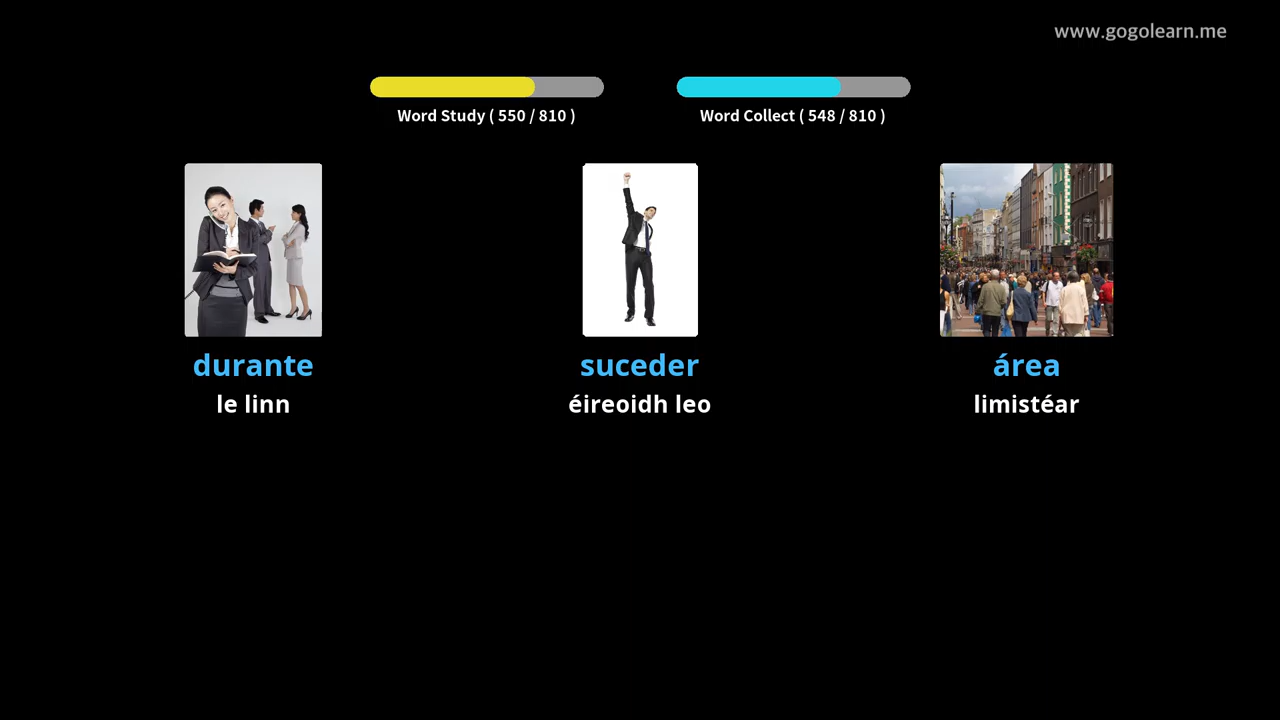 www.gogolearn.me
Word Study ( 550 / 810 )
Word Collect ( 548 / 810 )
durante
le linn
suceder
éireoidh leo
área
limistéar